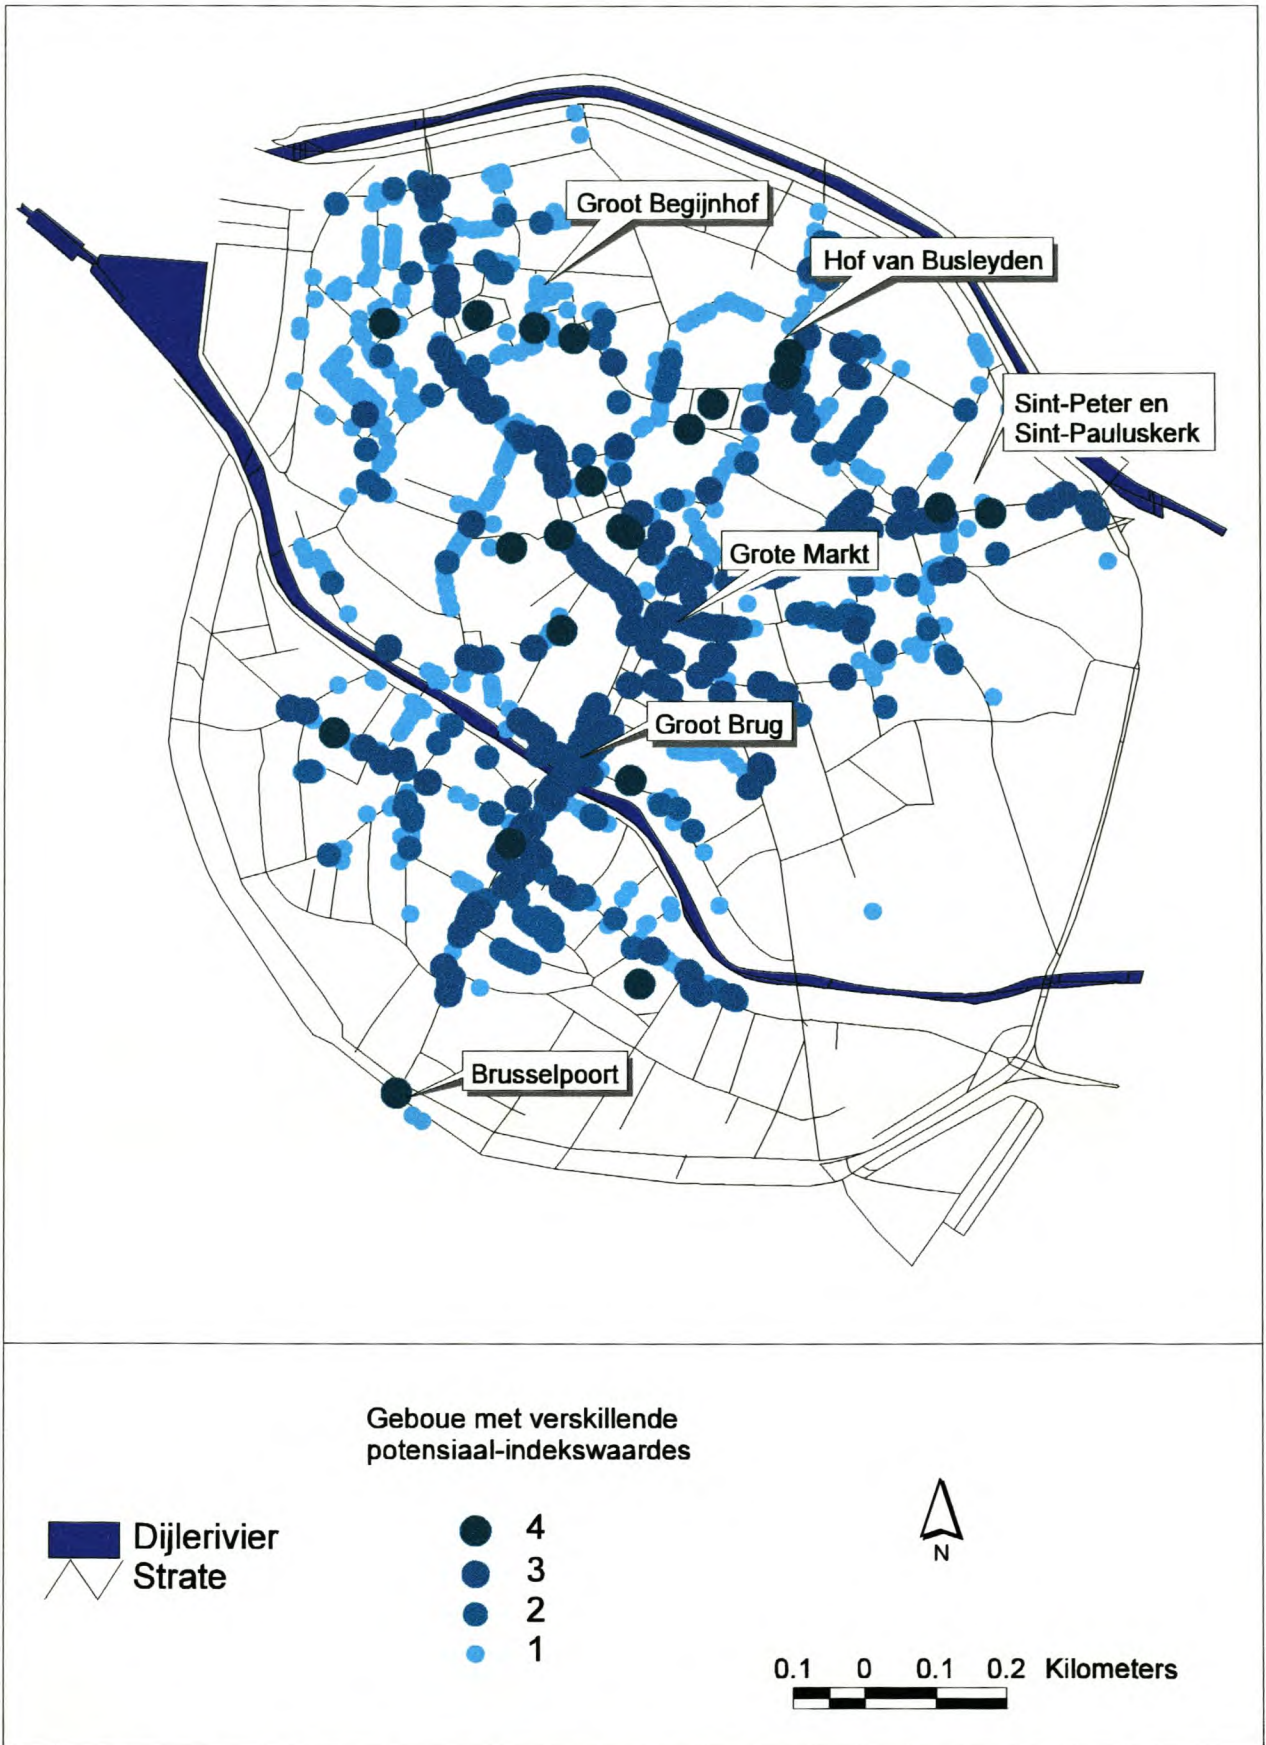 Groot Begijnhof
Hof van Busleyden
Sint-Peter en
Sint-Pauluskerk
Grote Markt
Groot Brug
Brusselpoort
Geboue met verskillende
potensiaal-indekswaardes
Dijlerivier
Strate
4
3
2
1
N
0.1 0 0.1 0.2 Kilometers